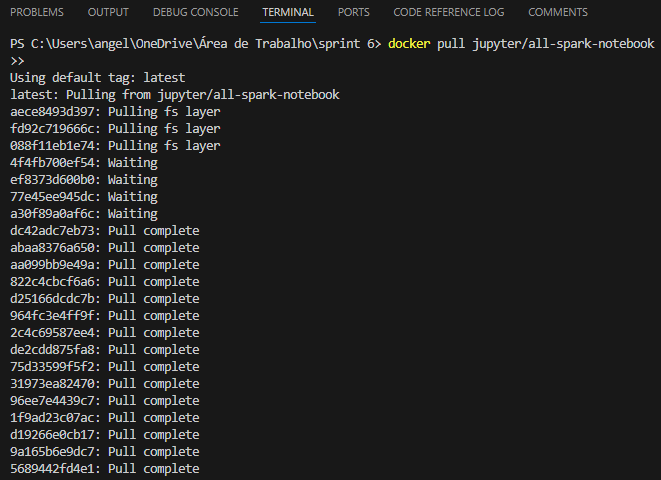 PROBLEMS OUTPUT DEBUG CONSOLE TERMINAL PORTS CODE REFERENCE LOG COMMENTS
PS C:\Users\angel\OneDrive\Área de Trabalho\sprint 6> docker pull jupyter/all-spark-notebook
>>
Using default tag: latest
latest: Pulling from jupyter/all-spark-notebook
aece8493d397: Pulling fs layer
fd92c719666c: Pulling fs layer
088f11eb1e74: Pulling fs layer
4f4fb700ef54: Waiting
ef8373d600b0: Waiting
77e45ee945dc: Waiting
a30f89a0af6c: Waiting
dc42adc7eb73: Pull complete
abaa8376a650: Pull complete
aa099bb9e49a: Pull complete
822c4cbcf6a6: Pull complete
d25166dcdc7b: Pull complete
964fc3e4ff9f: Pull complete
2c4c69587ee4: Pull complete
de2cdd875fa8: Pull complete
75d33599f5f2: Pull complete
31973ea82470: Pull complete
96ee7e4439c7: Pull complete
1f9ad23c07ac: Pull complete
d19266e0cb17: Pull complete
9a165b6e9dc7: Pull complete
5689442fd4e1: Pull complete